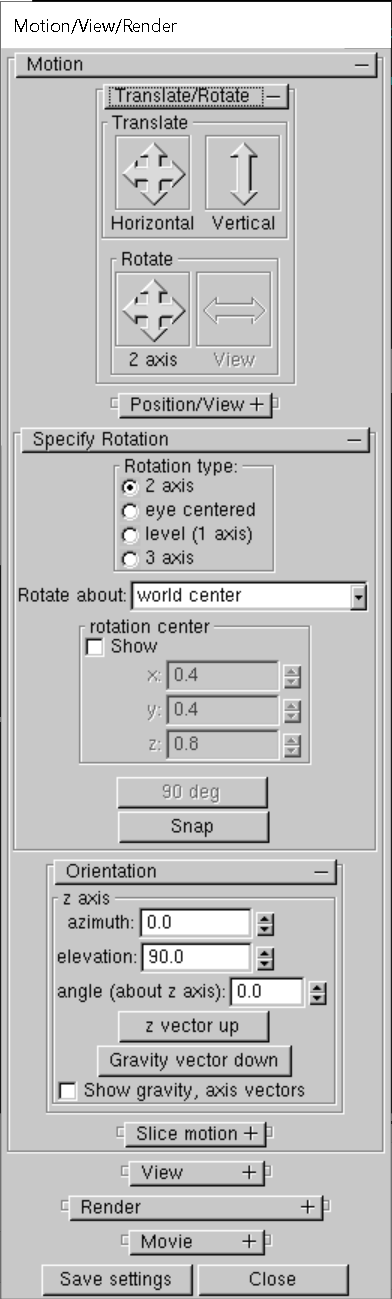 Motion/View/Render
Motion
Translate/Rotate
Translate
Horizontal Vertical
Rotate
2 axis View
Position/View +
Specify Rotation
Rotation type:
2 axis
eye centered
level (1 axis)
3 axis
Rotate about: world center
rotation center
Show
x: 0.4
y: 0.4
z: 0.8
90 deg
Snap
Orientation
z axis
azimuth: 0.0
elevation: 90.0
angle (about z axis): 0.0
z vector up
Gravity vector down
Show gravity, axis vectors
Slice motion +
View +
Render +
Movie +
Save settings Close